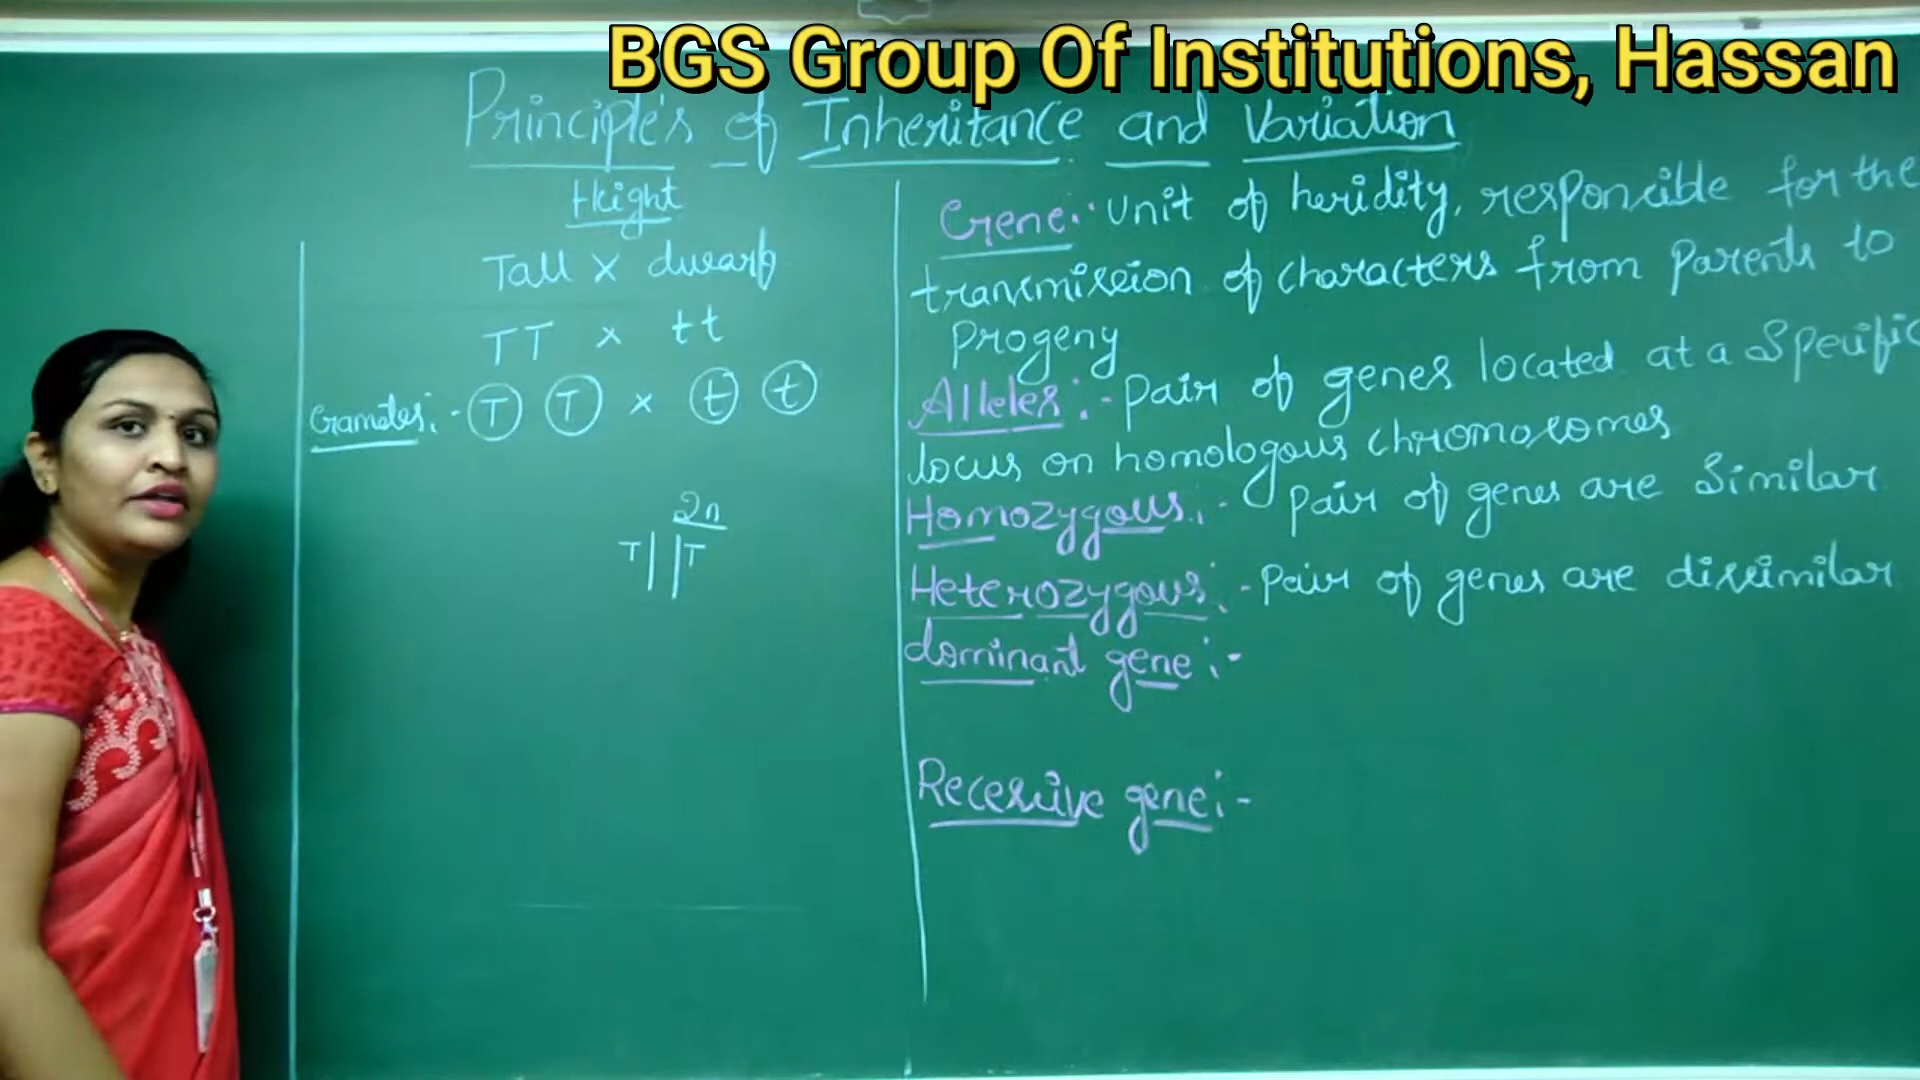 BGS Group Of Institutions, Hassan
Principles of Inheritance and Variation
Height
Tall × dwarf
TT × tt
Gametes: - T T × t t
2n
T T
Gene:- Unit of heridity, responcible for the
transmission of characters from parents to
progeny
Alleles:- pair of genes located at a specific
locus on homologous chromosomes
Homozygous:- pair of genes are similar
Heterozygous:- pair of genes are dissimilar
dominant gene:-
Recessive gene:-